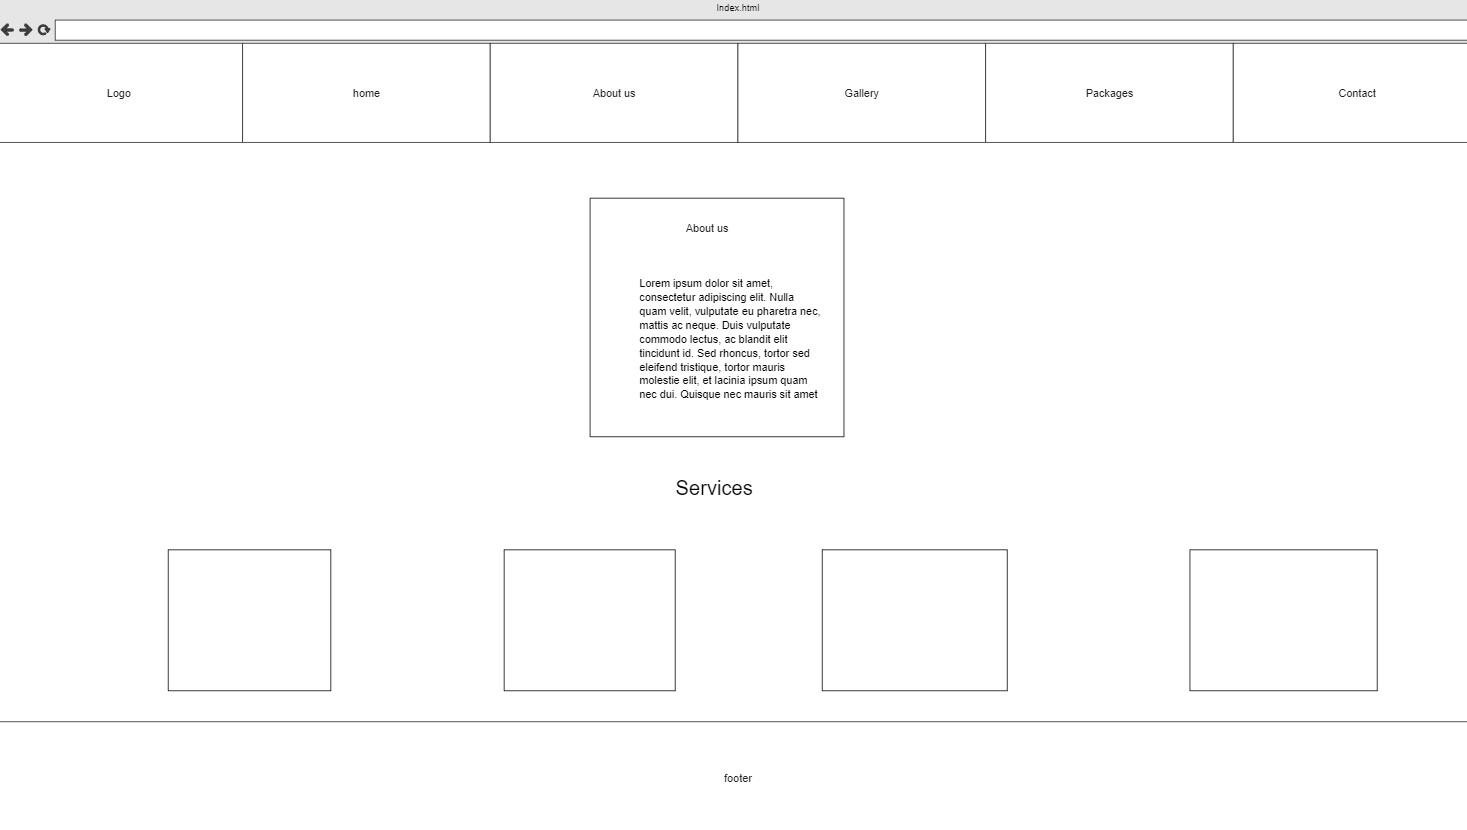 Index.html
Logo
home
About us
Gallery
Packages
Contact
About us
Lorem ipsum dolor sit amet,
consectetur adipiscing elit. Nulla
quam velit, vulputate eu pharetra nec,
mattis ac neque. Duis vulputate
commodo lectus, ac blandit elit
tincidunt id. Sed rhoncus, tortor sed
eleifend tristique, tortor mauris
molestie elit, et lacinia ipsum quam
nec dui. Quisque nec mauris sit amet
Services
footer